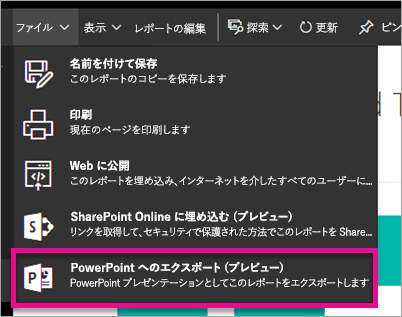 ファイル 表示 レポートの編集 探索 更新 ピン
名前を付けて保存
このレポートのコピーを保存します
印刷
現在のページを印刷します
Web に公開
このレポートを埋め込み、インターネットを介したすべてのユーザーに...
SharePoint Online に埋め込む (プレビュー)
リンクを取得して、セキュリティで保護された方法でこのレポートを Share...
PowerPoint へのエクスポート (プレビュー)
PowerPoint プレゼンテーションとしてこのレポートをエクスポートします